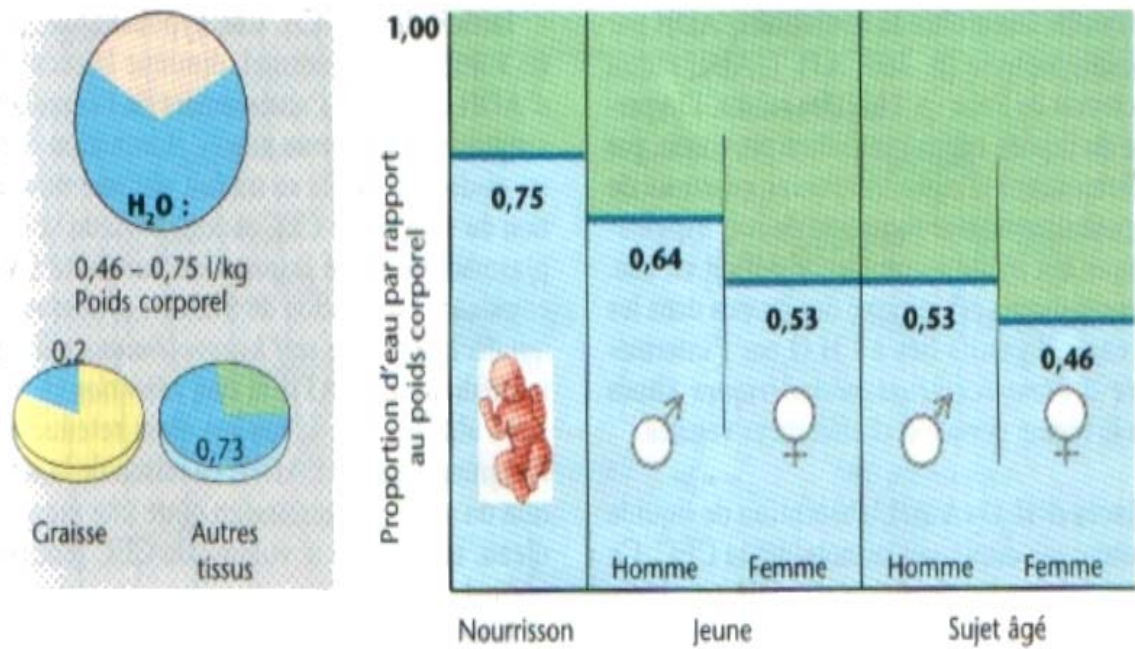 H₂O :
0,46 – 0,75 l/kg
Poids corporel
0,2
0,73
Graisse
Autres
tissus
Proportion d'eau par rapport
au poids corporel
1,00
0,75
0,64
0,53
0,53
0,46
Homme
Femme
Homme
Femme
Nourrisson
Jeune
Sujet âgé